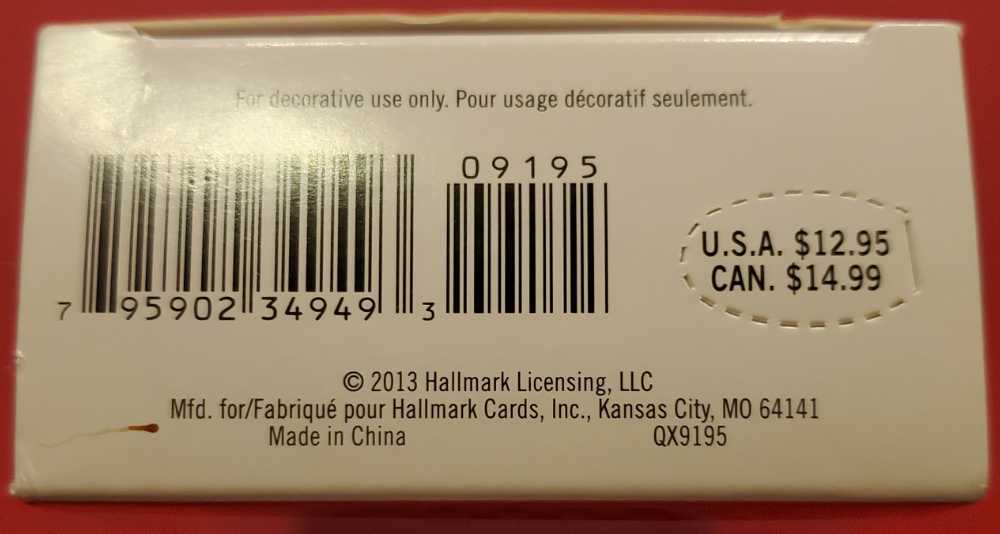 For decorative use only. Pour usage décoratif seulement.
09195
7 95902 34949 3
U.S.A. $12.95
CAN. $14.99
© 2013 Hallmark Licensing, LLC
Mfd. for/Fabriqué pour Hallmark Cards, Inc., Kansas City, MO 64141
Made in China QX9195